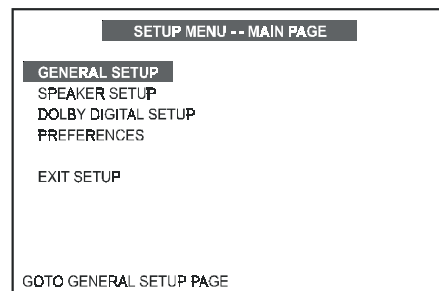 SETUP MENU -- MAIN PAGE
GENERAL SETUP
SPEAKER SETUP
DOLBY DIGITAL SETUP
PREFERENCES
EXIT SETUP
GOTO GENERAL SETUP PAGE